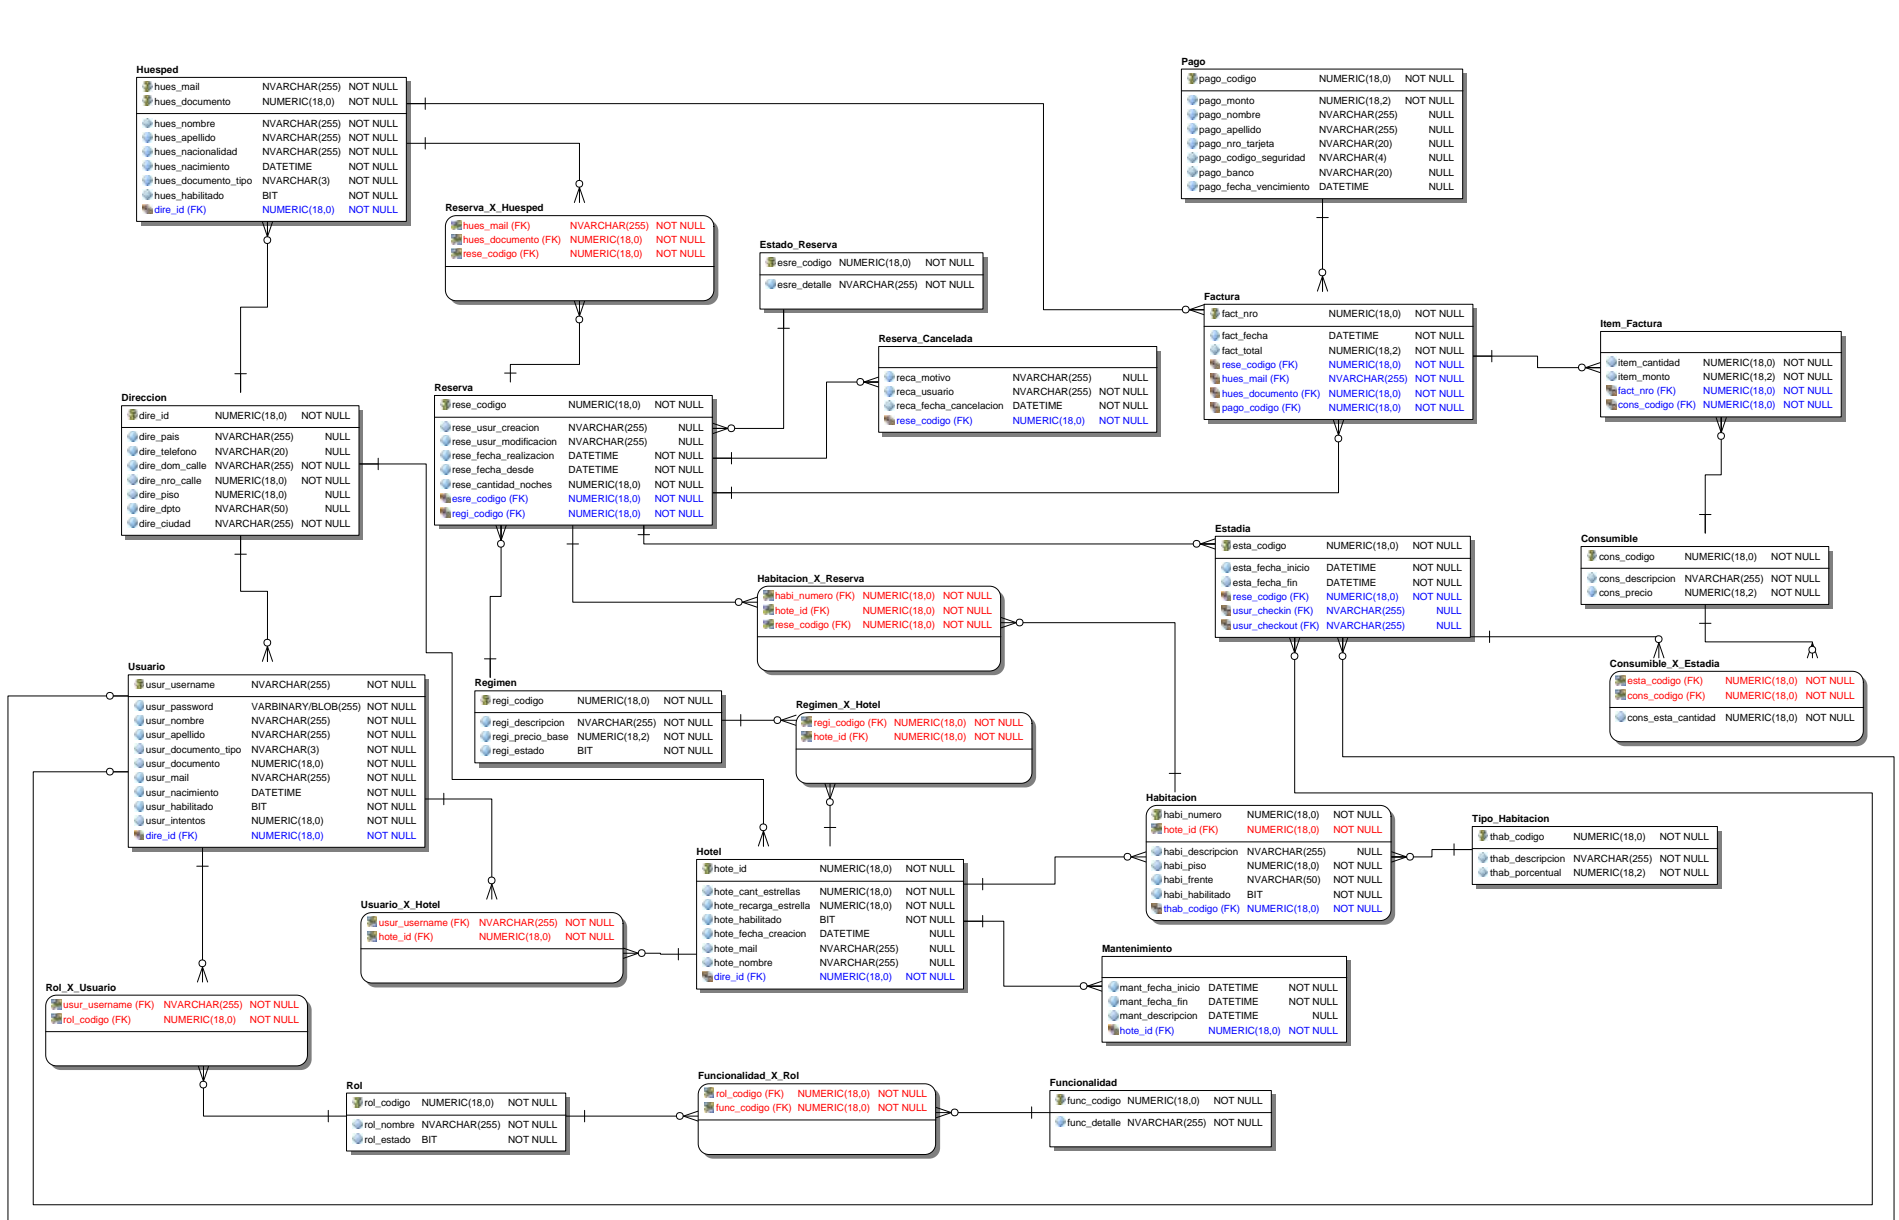 Huesped
hues_mail NVARCHAR(255) NOT NULL
hues_documento NUMERIC(18,0) NOT NULL
hues_nombre NVARCHAR(255) NOT NULL
hues_apellido NVARCHAR(255) NOT NULL
hues_nacionalidad NVARCHAR(255) NOT NULL
hues_nacimiento DATETIME NOT NULL
hues_documento_tipo NVARCHAR(3) NOT NULL
hues_habilitado BIT NOT NULL
dire_id (FK) NUMERIC(18,0) NOT NULL
Pago
pago_codigo NUMERIC(18,0) NOT NULL
pago_monto NUMERIC(18,2) NOT NULL
pago_nombre NVARCHAR(255) NULL
pago_apellido NVARCHAR(255) NULL
pago_nro_tarjeta NVARCHAR(20) NULL
pago_codigo_seguridad NVARCHAR(4) NULL
pago_banco NVARCHAR(20) NULL
pago_fecha_vencimiento DATETIME NULL
Reserva_X_Huesped
hues_mail (FK) NVARCHAR(255) NOT NULL
hues_documento (FK) NUMERIC(18,0) NOT NULL
rese_codigo (FK) NUMERIC(18,0) NOT NULL
Estado_Reserva
esre_codigo NUMERIC(18,0) NOT NULL
esre_detalle NVARCHAR(255) NOT NULL
Factura
fact_nro NUMERIC(18,0) NOT NULL
fact_fecha DATETIME NOT NULL
fact_total NUMERIC(18,2) NOT NULL
rese_codigo (FK) NUMERIC(18,0) NOT NULL
hues_mail (FK) NVARCHAR(255) NOT NULL
hues_documento (FK) NUMERIC(18,0) NOT NULL
pago_codigo (FK) NUMERIC(18,0) NOT NULL
Item_Factura
item_cantidad NUMERIC(18,0) NOT NULL
item_monto NUMERIC(18,2) NOT NULL
fact_nro (FK) NUMERIC(18,0) NOT NULL
cons_codigo (FK) NUMERIC(18,0) NOT NULL
Reserva_Cancelada
reca_motivo NVARCHAR(255) NULL
reca_usuario NVARCHAR(255) NOT NULL
reca_fecha_cancelacion DATETIME NOT NULL
rese_codigo (FK) NUMERIC(18,0) NOT NULL
Reserva
rese_codigo NUMERIC(18,0) NOT NULL
rese_usur_creacion NVARCHAR(255) NULL
rese_usur_modificacion NVARCHAR(255) NULL
rese_fecha_realizacion DATETIME NOT NULL
rese_fecha_desde DATETIME NOT NULL
rese_cantidad_noches NUMERIC(18,0) NOT NULL
esre_codigo (FK) NUMERIC(18,0) NOT NULL
regi_codigo (FK) NUMERIC(18,0) NOT NULL
Direccion
dire_id NUMERIC(18,0) NOT NULL
dire_pais NVARCHAR(255) NULL
dire_telefono NVARCHAR(20) NULL
dire_dom_calle NVARCHAR(255) NOT NULL
dire_nro_calle NUMERIC(18,0) NOT NULL
dire_piso NUMERIC(18,0) NULL
dire_dpto NVARCHAR(50) NULL
dire_ciudad NVARCHAR(255) NOT NULL
Estadia
esta_codigo NUMERIC(18,0) NOT NULL
esta_fecha_inicio DATETIME NOT NULL
esta_fecha_fin DATETIME NOT NULL
rese_codigo (FK) NUMERIC(18,0) NOT NULL
usur_checkin (FK) NVARCHAR(255) NULL
usur_checkout (FK) NVARCHAR(255) NULL
Consumible
cons_codigo NUMERIC(18,0) NOT NULL
cons_descripcion NVARCHAR(255) NOT NULL
cons_precio NUMERIC(18,2) NOT NULL
Habitacion_X_Reserva
habi_numero (FK) NUMERIC(18,0) NOT NULL
hote_id (FK) NUMERIC(18,0) NOT NULL
rese_codigo (FK) NUMERIC(18,0) NOT NULL
Consumible_X_Estadia
esta_codigo (FK) NUMERIC(18,0) NOT NULL
cons_codigo (FK) NUMERIC(18,0) NOT NULL
cons_esta_cantidad NUMERIC(18,0) NOT NULL
Usuario
usur_username NVARCHAR(255) NOT NULL
usur_password VARBINARY/BLOB(255) NOT NULL
usur_nombre NVARCHAR(255) NOT NULL
usur_apellido NVARCHAR(255) NOT NULL
usur_documento_tipo NVARCHAR(3) NOT NULL
usur_documento NUMERIC(18,0) NOT NULL
usur_mail NVARCHAR(255) NOT NULL
usur_nacimiento DATETIME NOT NULL
usur_habilitado BIT NOT NULL
usur_intentos NUMERIC(18,0) NOT NULL
dire_id (FK) NUMERIC(18,0) NOT NULL
Regimen
regi_codigo NUMERIC(18,0) NOT NULL
regi_descripcion NVARCHAR(255) NOT NULL
regi_precio_base NUMERIC(18,2) NOT NULL
regi_estado BIT NOT NULL
Regimen_X_Hotel
regi_codigo (FK) NUMERIC(18,0) NOT NULL
hote_id (FK) NUMERIC(18,0) NOT NULL
Habitacion
habi_numero NUMERIC(18,0) NOT NULL
hote_id (FK) NUMERIC(18,0) NOT NULL
habi_descripcion NVARCHAR(255) NULL
habi_piso NUMERIC(18,0) NOT NULL
habi_frente NVARCHAR(50) NOT NULL
habi_habilitado BIT NOT NULL
thab_codigo (FK) NUMERIC(18,0) NOT NULL
Tipo_Habitacion
thab_codigo NUMERIC(18,0) NOT NULL
thab_descripcion NVARCHAR(255) NOT NULL
thab_porcentual NUMERIC(18,2) NOT NULL
Hotel
hote_id NUMERIC(18,0) NOT NULL
hote_cant_estrellas NUMERIC(18,0) NOT NULL
hote_recarga_estrella NUMERIC(18,0) NOT NULL
hote_habilitado BIT NOT NULL
hote_fecha_creacion DATETIME NULL
hote_mail NVARCHAR(255) NULL
hote_nombre NVARCHAR(255) NULL
dire_id (FK) NUMERIC(18,0) NOT NULL
Usuario_X_Hotel
usur_username (FK) NVARCHAR(255) NOT NULL
hote_id (FK) NUMERIC(18,0) NOT NULL
Mantenimiento
mant_fecha_inicio DATETIME NOT NULL
mant_fecha_fin DATETIME NOT NULL
mant_descripcion DATETIME NULL
hote_id (FK) NUMERIC(18,0) NOT NULL
Rol_X_Usuario
usur_username (FK) NVARCHAR(255) NOT NULL
rol_codigo (FK) NUMERIC(18,0) NOT NULL
Rol
rol_codigo NUMERIC(18,0) NOT NULL
rol_nombre NVARCHAR(255) NOT NULL
rol_estado BIT NOT NULL
Funcionalidad_X_Rol
rol_codigo (FK) NUMERIC(18,0) NOT NULL
func_codigo (FK) NUMERIC(18,0) NOT NULL
Funcionalidad
func_codigo NUMERIC(18,0) NOT NULL
func_detalle NVARCHAR(255) NOT NULL